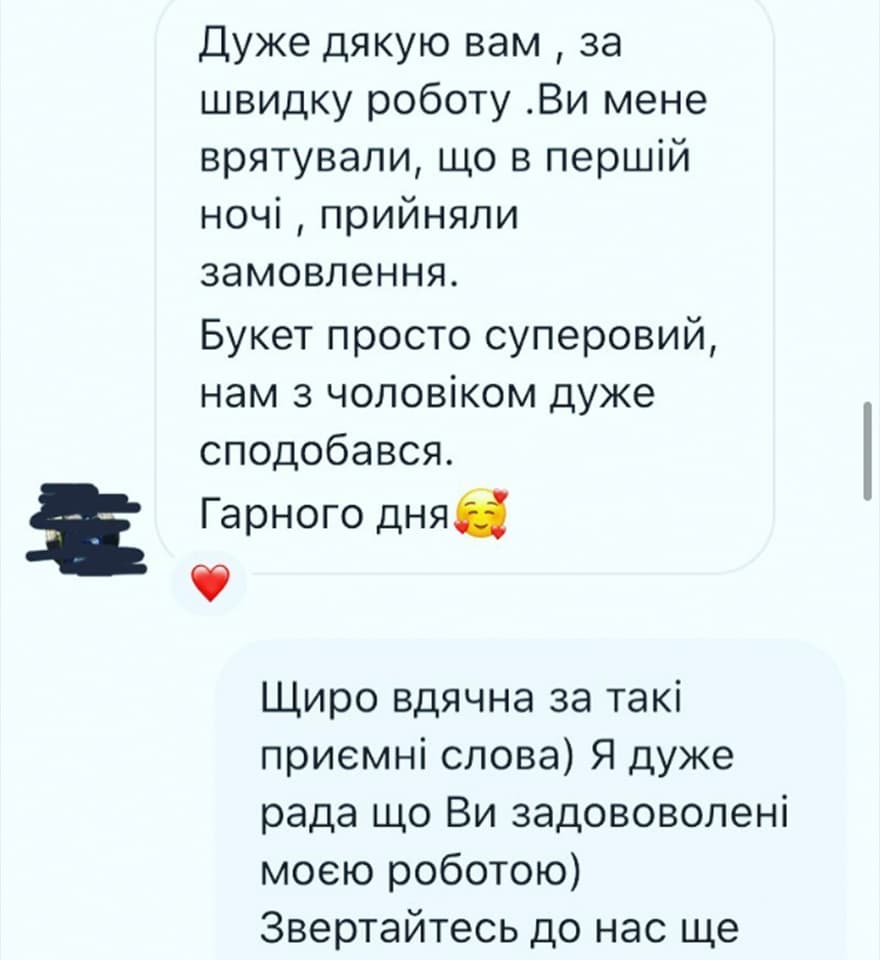 Дуже дякую вам , за
швидку роботу .Ви мене
врятували, що в першій
ночі , прийняли
замовлення.
Букет просто суперовий,
нам з чоловіком дуже
сподобався.
Гарного дня🥰
Щиро вдячна за такі
приємні слова) Я дуже
рада що Ви задововолені
моєю роботою)
Звертайтесь до нас ще